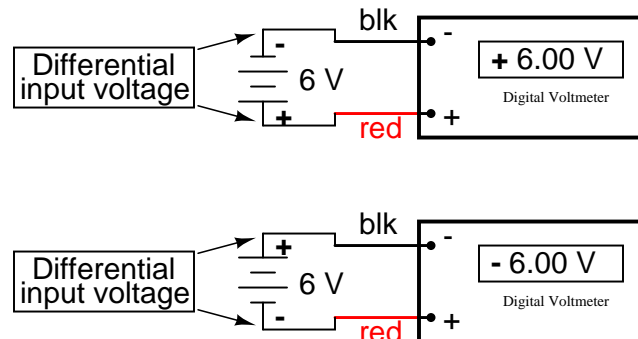 blk
-
-
+ 6.00 V
Differential
input voltage
6 V
Digital Voltmeter
+
+
red
blk
+
-
- 6.00 V
Differential
input voltage
6 V
Digital Voltmeter
-
+
red